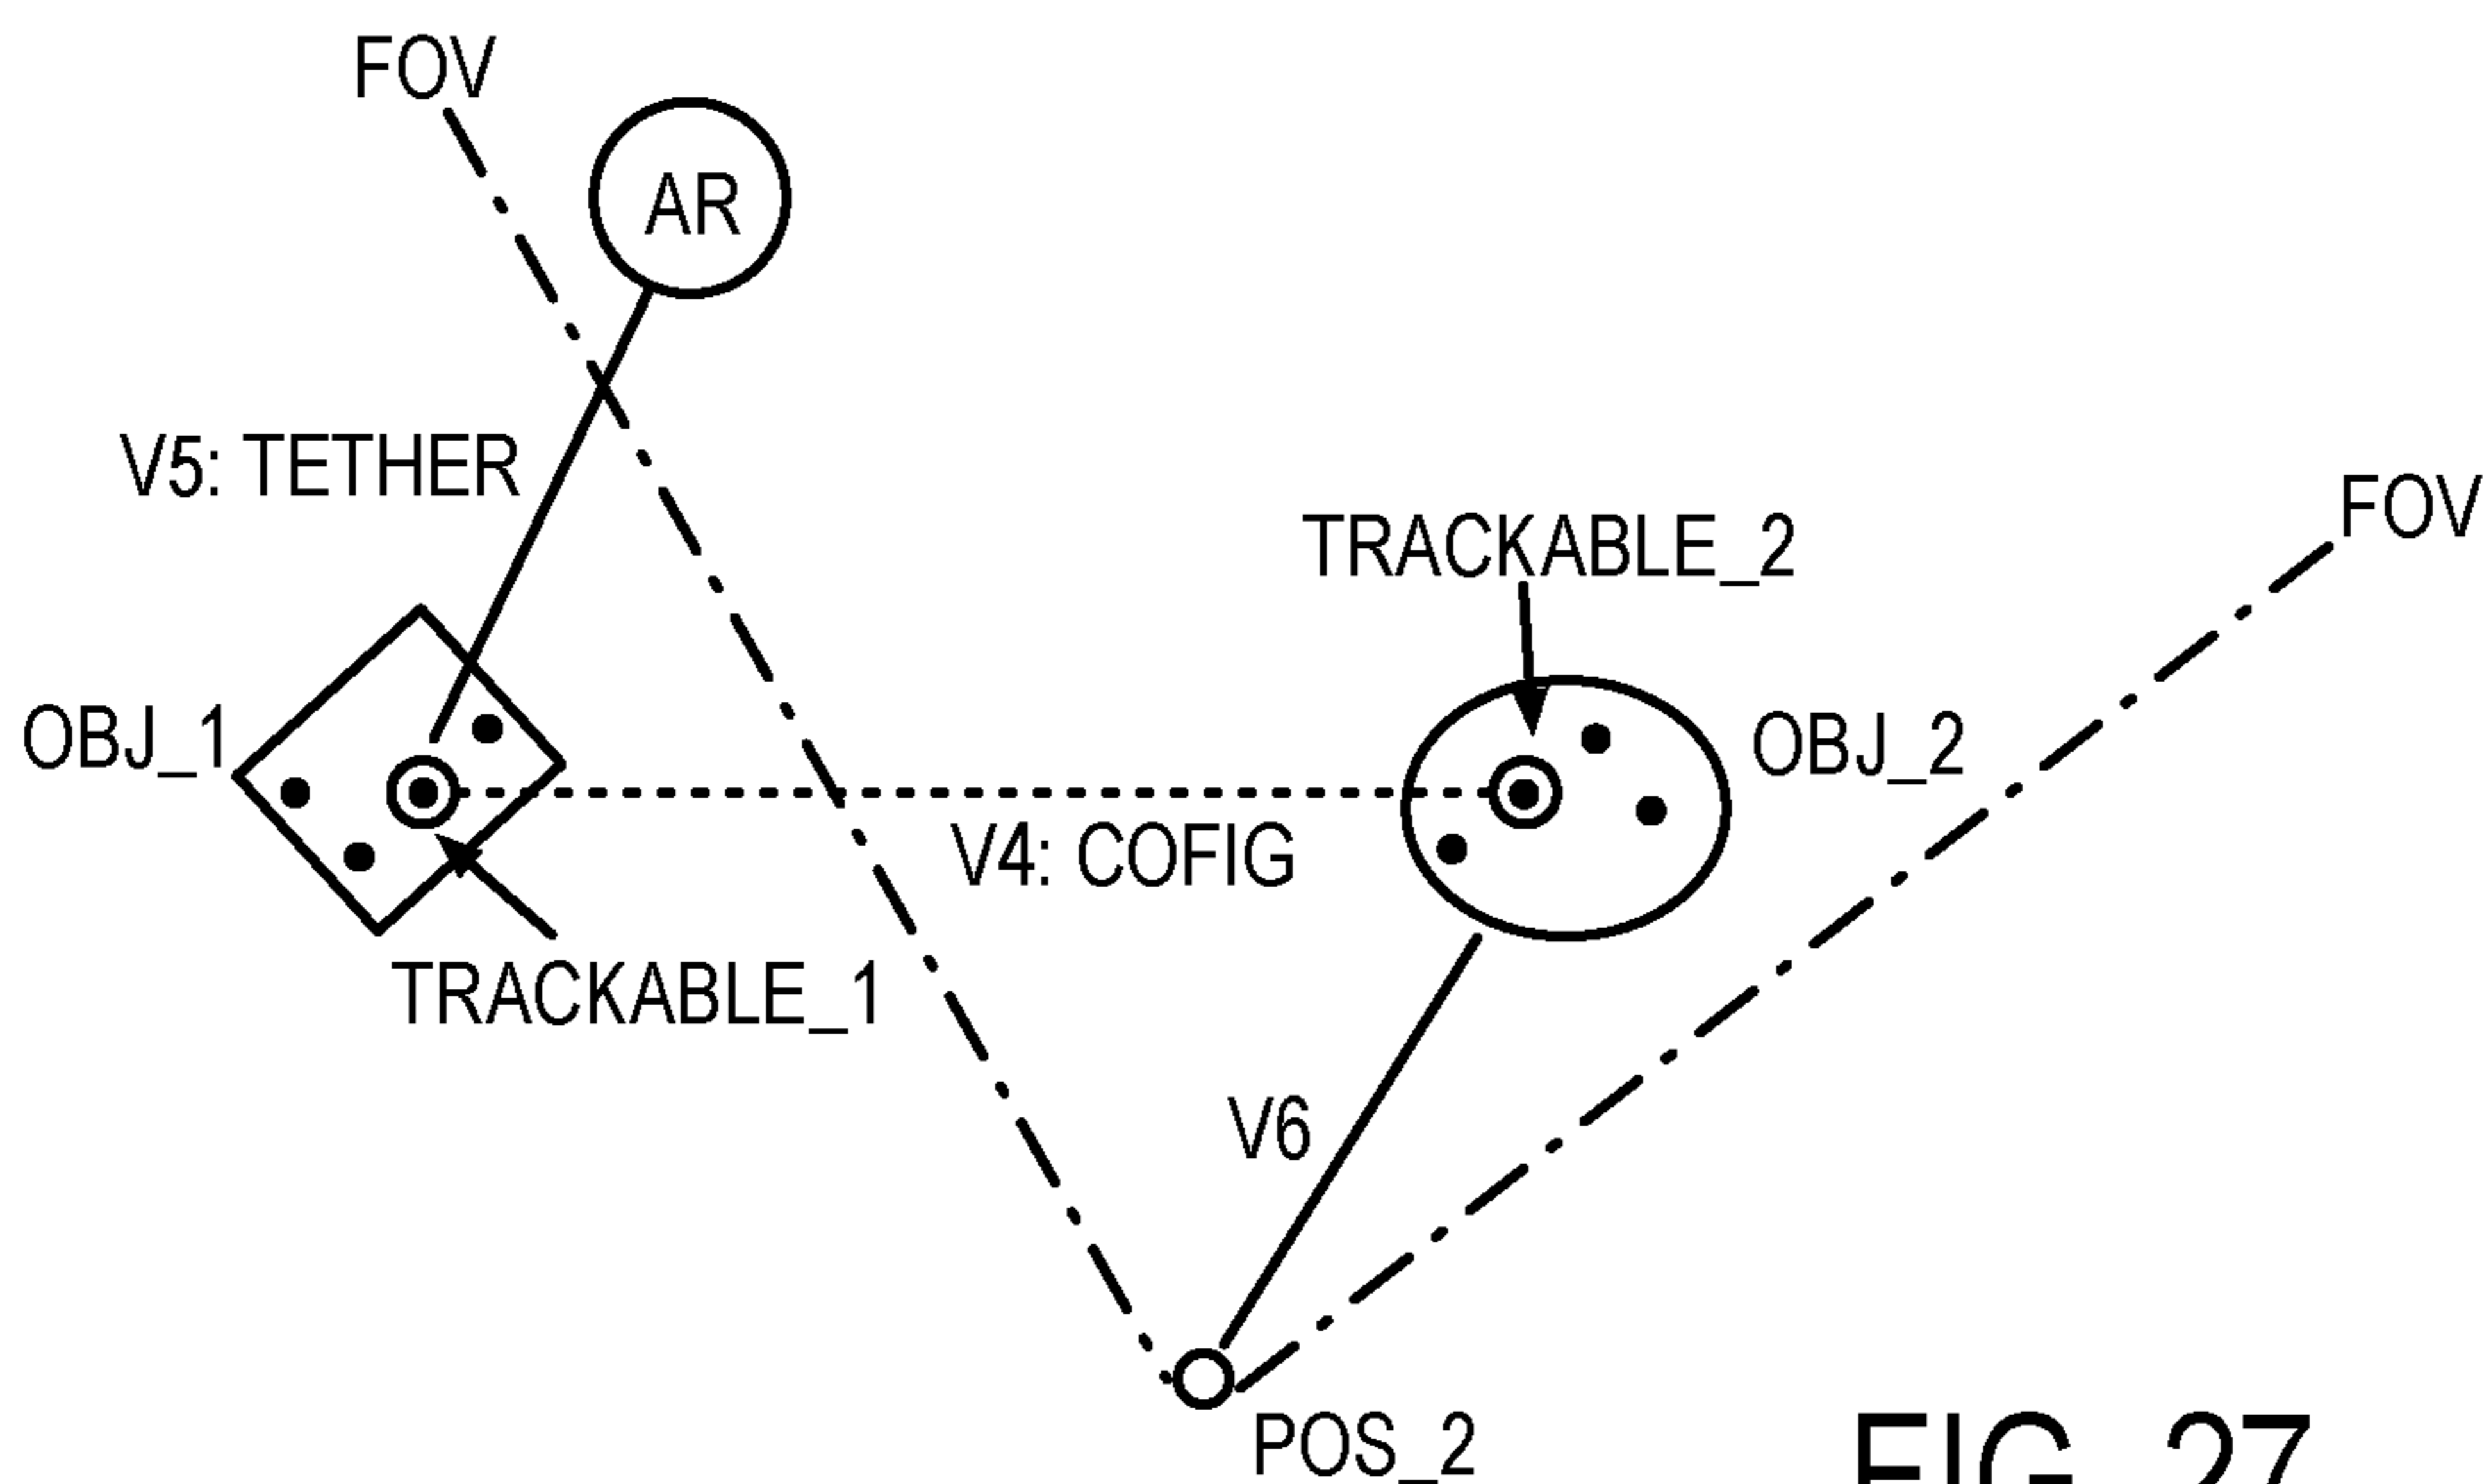 FOV
AR
V5: TETHER
FOV
TRACKABLE_2
OBJ_1
OBJ_2
V4: COFIG
TRACKABLE_1
V6
POS_2
FIG. 27